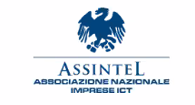 ASSINTEL
ASSOCIAZIONE NAZIONALE
IMPRESE ICT